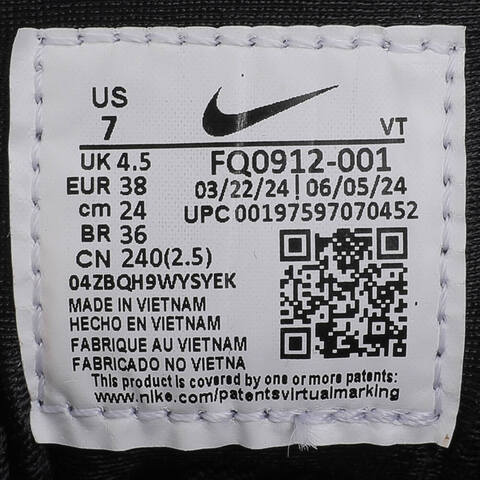 US
7
VT
UK 4.5
FQ0912-001
EUR 38
03/22/24 | 06/05/24
cm 24
UPC 00197597070452
BR 36
CN 240(2.5)
04ZBQH9WYSYEK
MADE IN VIETNAM
HECHO EN VIETNAM
FABRIQUE AU VIETNAM
FABRICADO NO VIETNA
This product is covered by one or more patents:
www.nike.com/patentsvirtualmarking